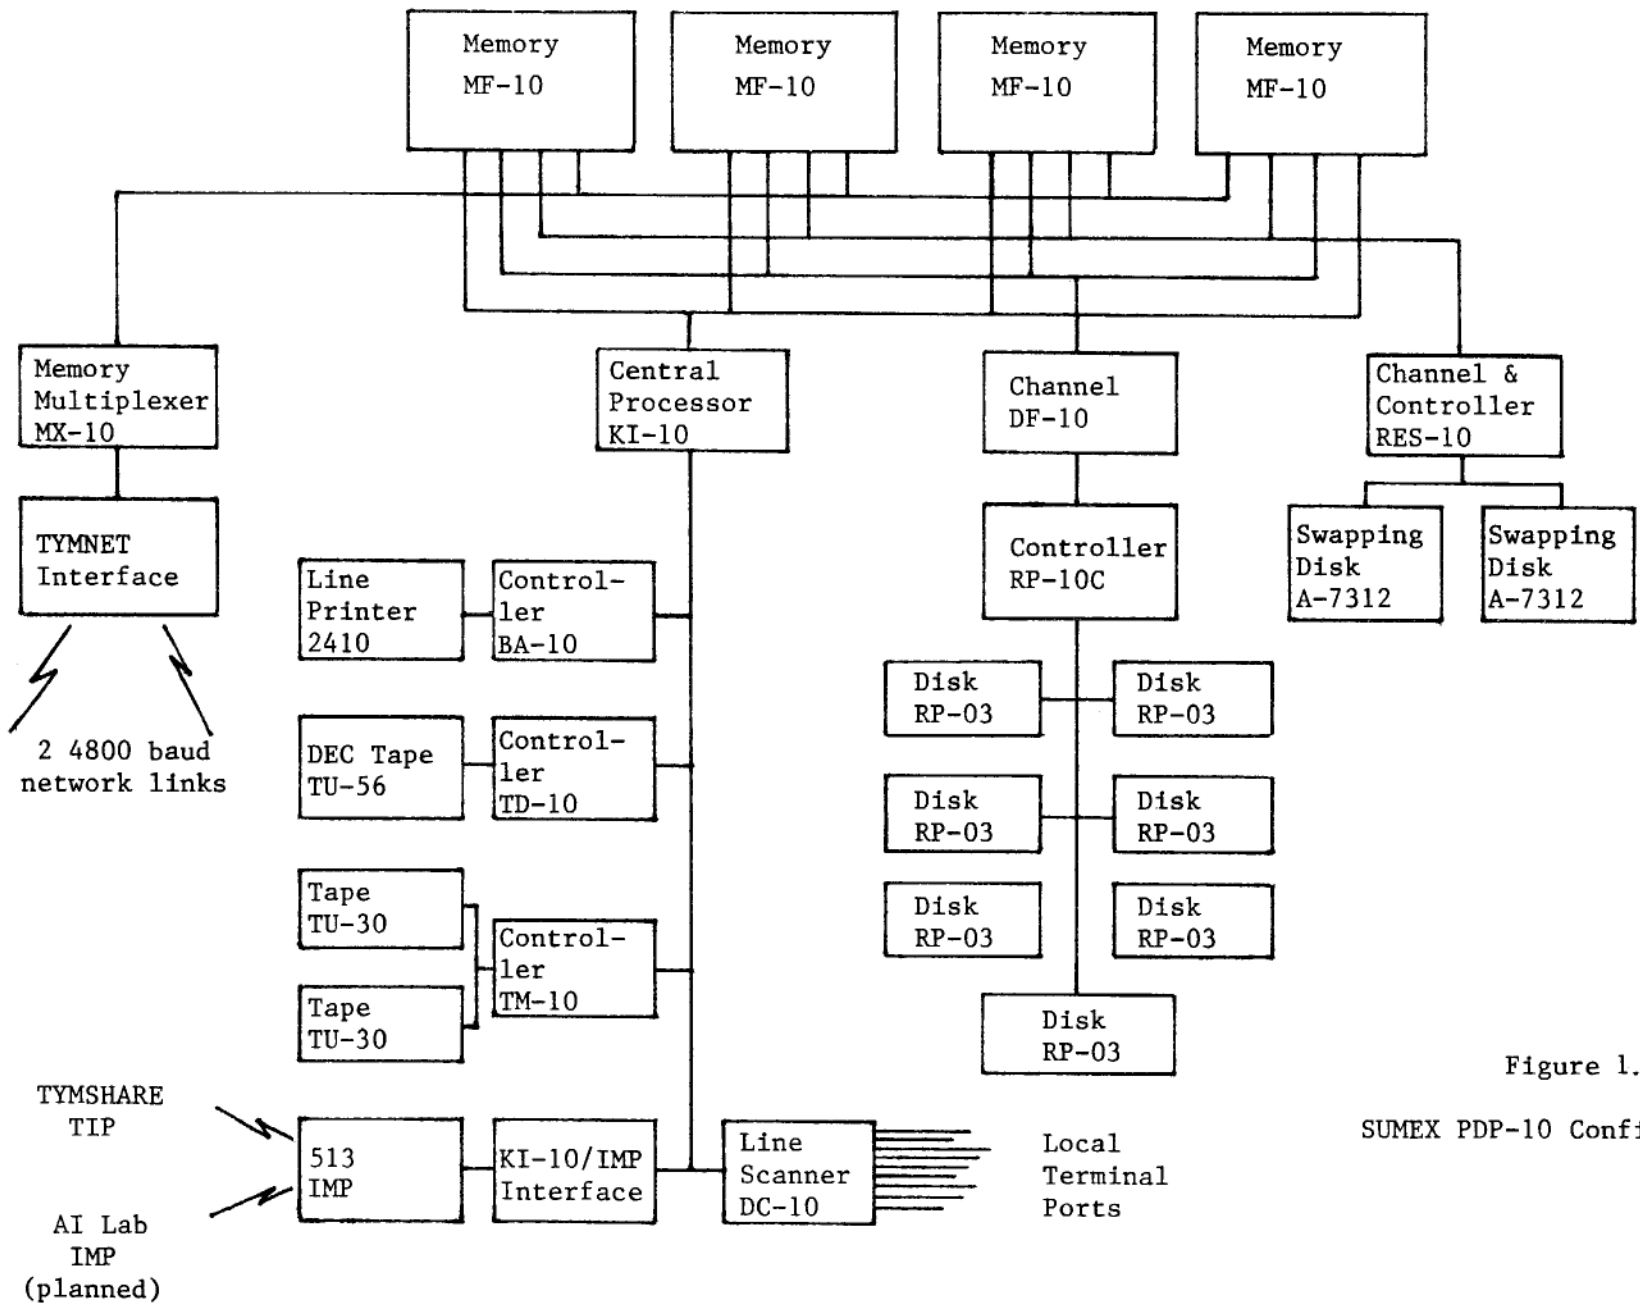 Memory
MF-10
Memory
MF-10
Memory
MF-10
Memory
MF-10
Memory
Multiplexer
MX-10
Central
Processor
KI-10
Channel
DF-10
Channel &
Controller
RES-10
TYMNET
Interface
Controller
RP-10C
Swapping
Disk
A-7312
Swapping
Disk
A-7312
2 4800 baud
network links
Line
Printer
2410
Control-
ler
BA-10
DEC Tape
TU-56
Control-
ler
TD-10
Tape
TU-30
Tape
TU-30
Control-
ler
TM-10
Disk
RP-03
Disk
RP-03
Disk
RP-03
Disk
RP-03
Disk
RP-03
Disk
RP-03
Disk
RP-03
TYMSHARE
TIP
AI Lab
IMP
(planned)
513
IMP
KI-10/IMP
Interface
Line
Scanner
DC-10
Local
Terminal
Ports
Figure 1.
SUMEX PDP-10 Confi